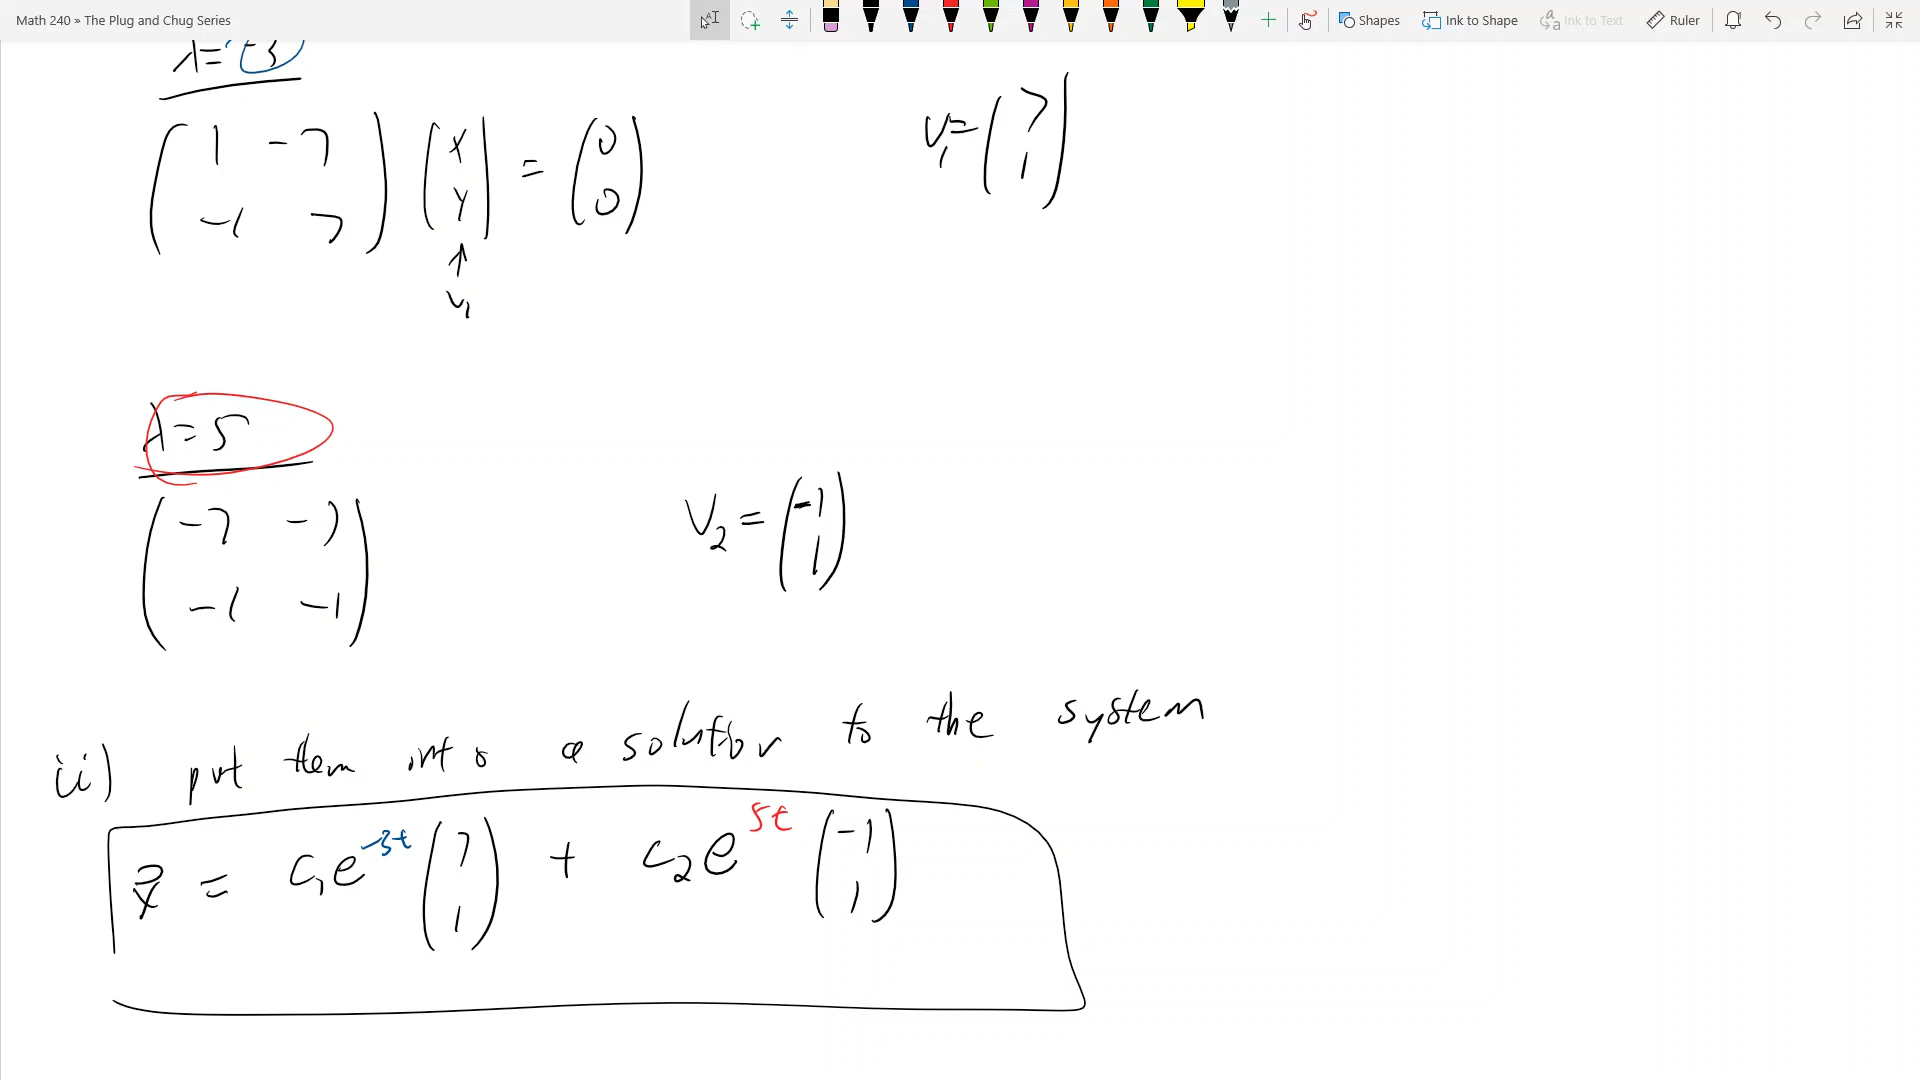 Math 240 » The Plug and Chug Series
Shapes Ink to Shape Ink to Text Ruler
λ = -3
( 1 -7 ; -1 7 ) ( x ; y ) = ( 0 ; 0 )
↑
v₁
v₁ = ( 7 ; 1 )
λ = 5
( -7 -7 ; -1 -1 )
V₂ = ( -1 ; 1 )
ii) put them into a solution to the system
x⃗ = c₁e^-3t ( 7 ; 1 ) + c₂e^5t ( -1 ; 1 )